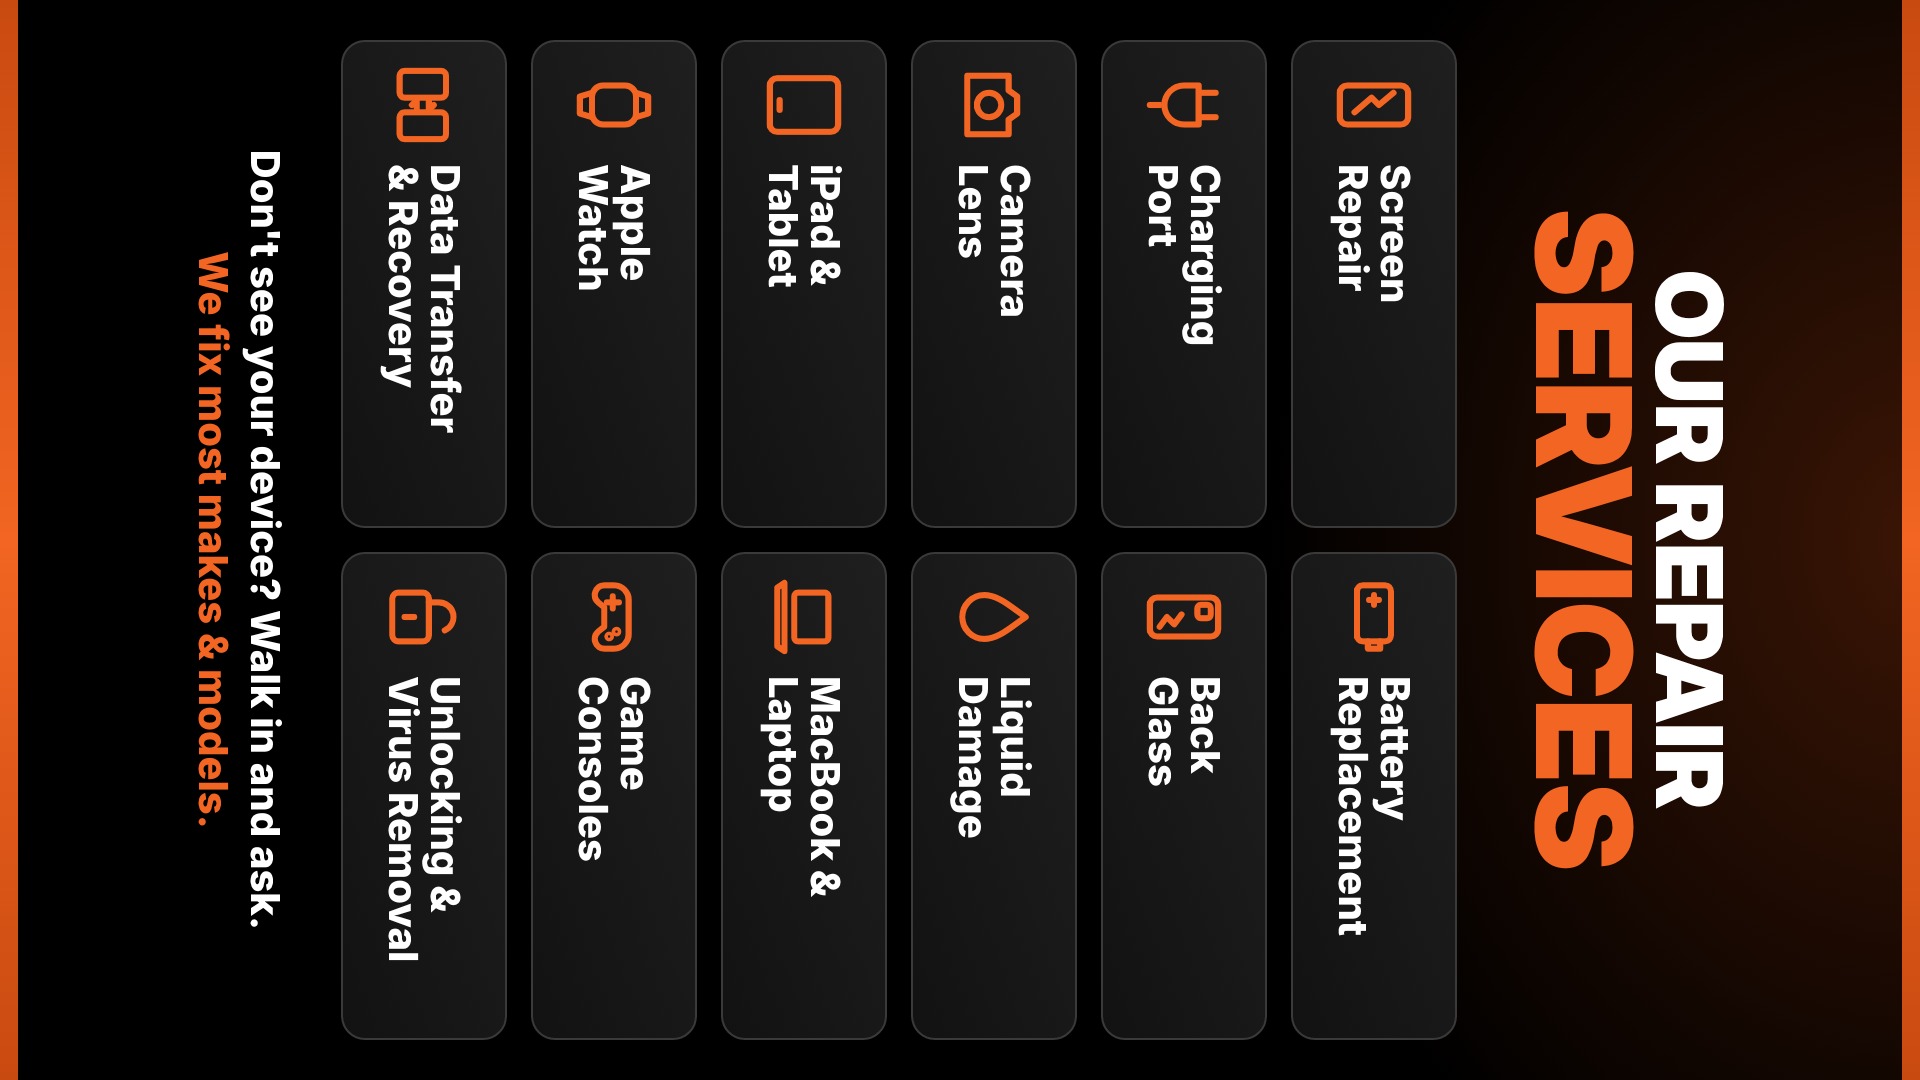 OUR REPAIR
SERVICES
Screen
Repair
Battery
Replacement
Charging
Port
Back
Glass
Camera
Lens
Liquid
Damage
iPad &
Tablet
MacBook &
Laptop
Apple
Watch
Game
Consoles
Data Transfer
& Recovery
Unlocking &
Virus Removal
Don't see your device? Walk in and ask.
We fix most makes & models.